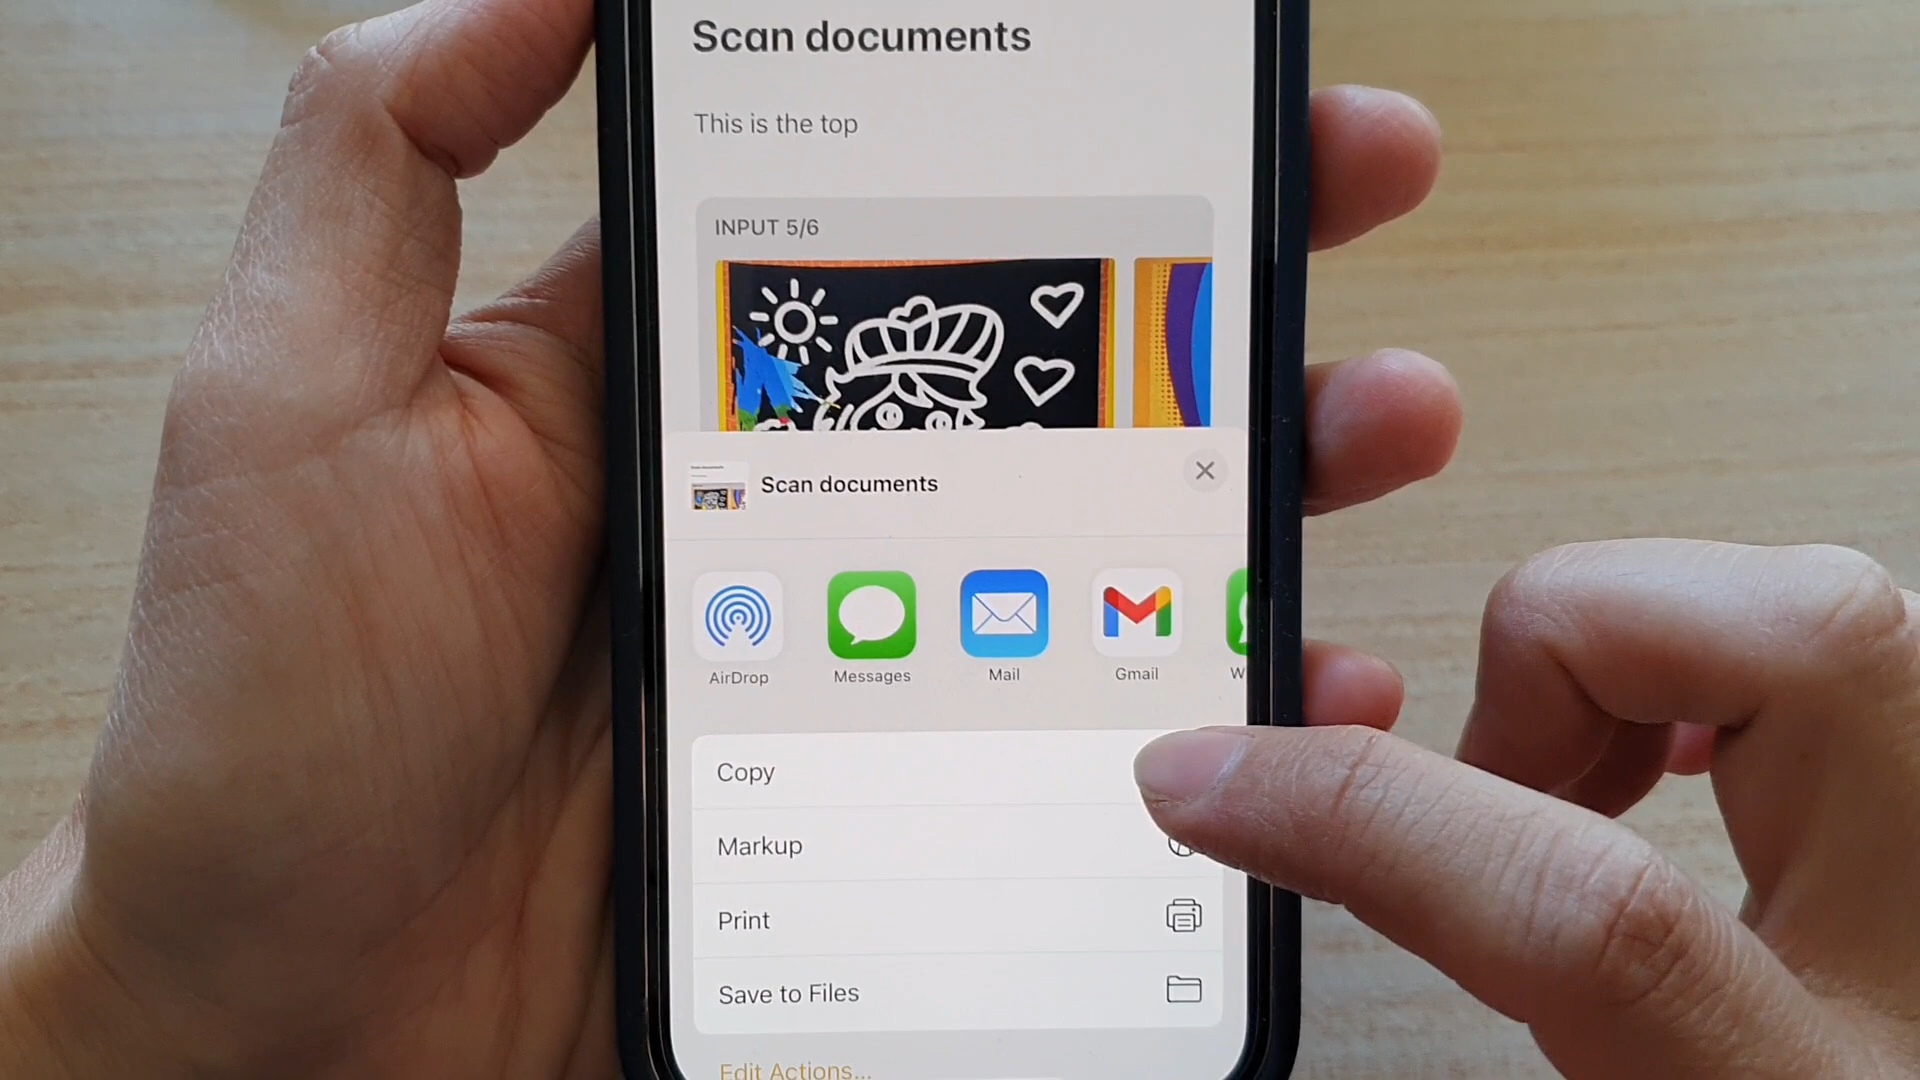 Scan documents
This is the top
INPUT 5/6
Scan documents
AirDrop
Messages
Mail
Gmail
W
Copy
Markup
Print
Save to Files
Edit Actions...